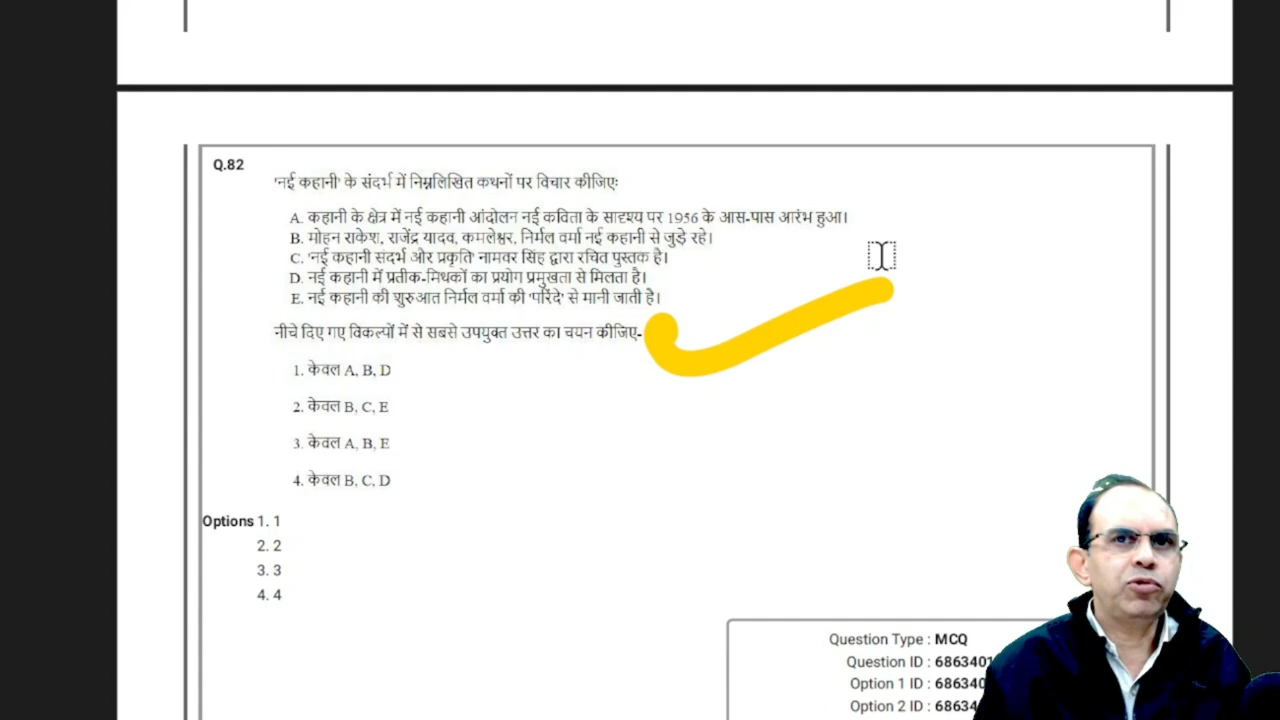 Q.82
'नई कहानी' के संदर्भ में निम्नलिखित कथनों पर विचार कीजिएः
A. कहानी के क्षेत्र में नई कहानी आंदोलन नई कविता के सादृश्य पर 1956 के आस-पास आरंभ हुआ।
B. मोहन राकेश, राजेंद्र यादव, कमलेश्वर, निर्मल वर्मा नई कहानी से जुड़े रहे।
C. 'नई कहानी संदर्भ और प्रकृति' नामवर सिंह द्वारा रचित पुस्तक है।
D. नई कहानी में प्रतीक-मिथकों का प्रयोग प्रमुखता से मिलता है।
E. नई कहानी की शुरुआत निर्मल वर्मा की 'परिंदे' से मानी जाती है।
नीचे दिए गए विकल्पों में से सबसे उपयुक्त उत्तर का चयन कीजिए-
1. केवल A, B, D
2. केवल B, C, E
3. केवल A, B, E
4. केवल B, C, D
Options 1. 1
2. 2
3. 3
4. 4
Question Type : MCQ
Question ID :
Option 1 ID :
Option 2 ID :